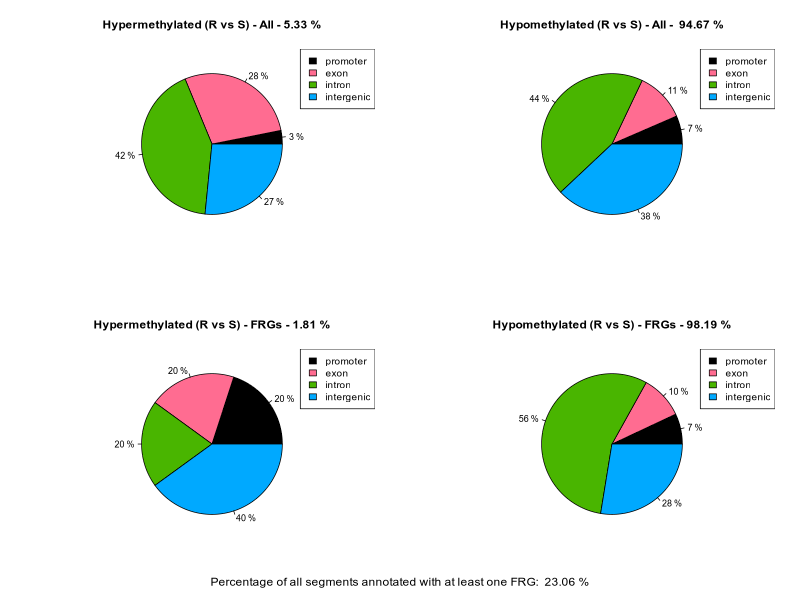 Hypermethylated (R vs S) - All - 5.33 %
promoter
exon
intron
intergenic
28 %
3 %
42 %
27 %
Hypomethylated (R vs S) - All -  94.67 %
promoter
exon
intron
intergenic
11 %
44 %
7 %
38 %
Hypermethylated (R vs S) - FRGs - 1.81 %
promoter
exon
intron
intergenic
20 %
20 %
20 %
40 %
Hypomethylated (R vs S) - FRGs - 98.19 %
promoter
exon
intron
intergenic
10 %
56 %
7 %
28 %
Percentage of all segments annotated with at least one FRG:  23.06 %